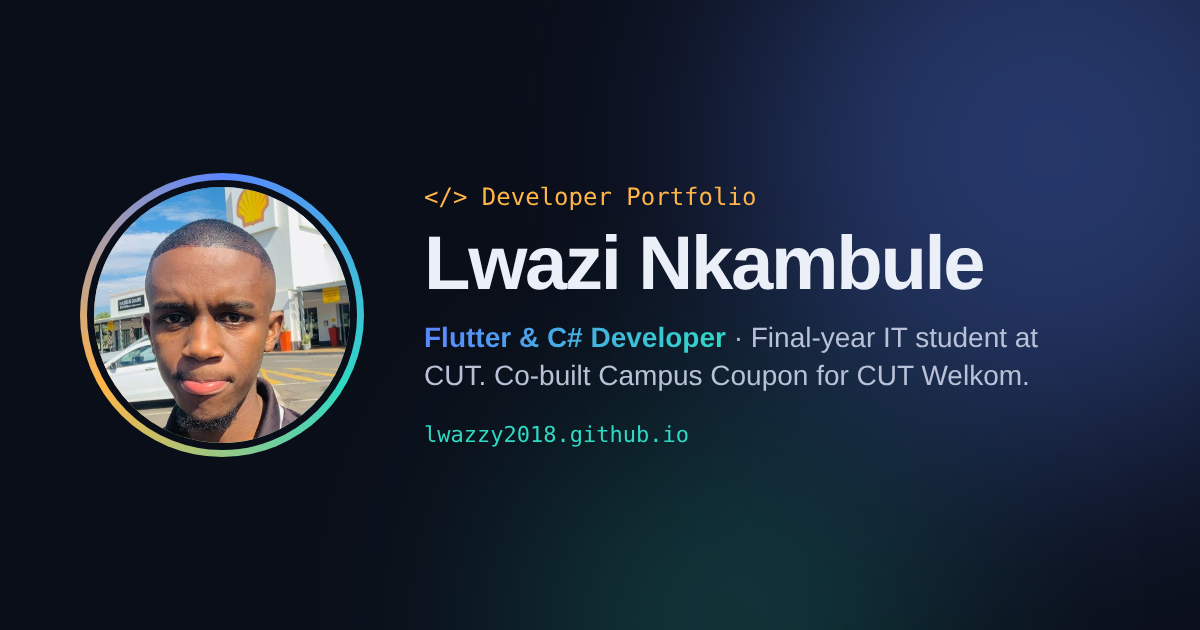 </> Developer Portfolio
Lwazi Nkambule
Flutter & C# Developer · Final-year IT student at
CUT. Co-built Campus Coupon for CUT Welkom.
lwazzy2018.github.io